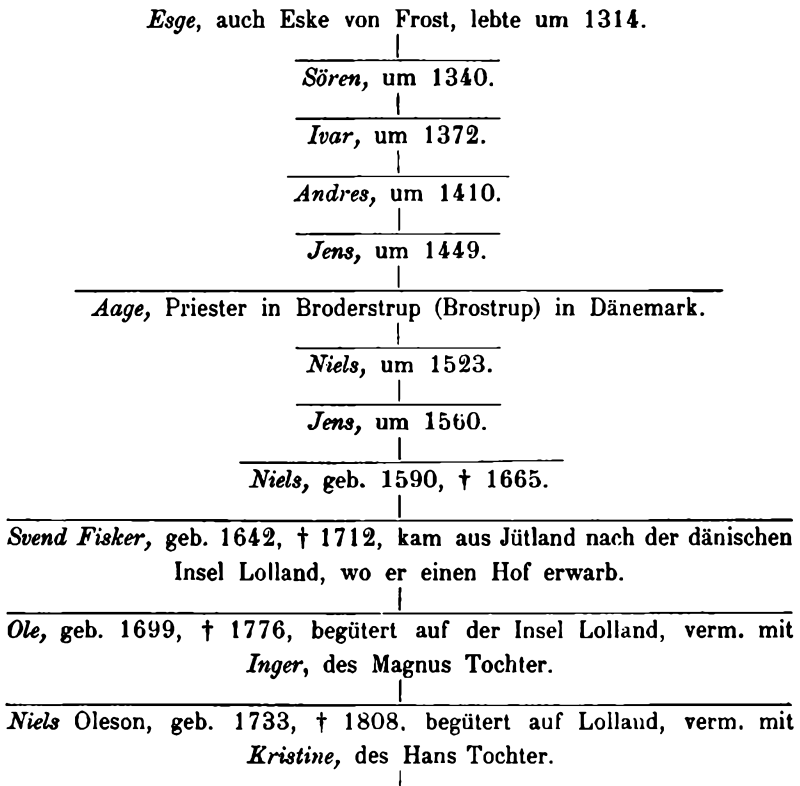 Esge, auch Eske von Frost, lebte um 1314.
Sören, um 1340.
Ivar, um 1372.
Andres, um 1410.
Jens, um 1449.
Aage, Priester in Broderstrup (Brostrup) in Dänemark.
Niels, um 1523.
Jens, um 1560.
Niels, geb. 1590, † 1665.
Svend Fisker, geb. 1642, † 1712, kam aus Jütland nach der dänischen
Insel Lolland, wo er einen Hof erwarb.
Ole, geb. 1699, † 1776, begütert auf der Insel Lolland, verm. mit
Inger, des Magnus Tochter.
Niels Oleson, geb. 1733, † 1808. begütert auf Lolland, verm. mit
Kristine, des Hans Tochter.